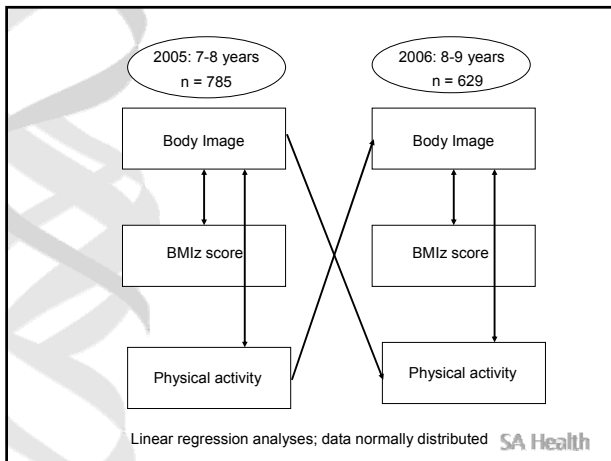 2005: 7-8 years
n = 785
2006: 8-9 years
n = 629
Body Image
Body Image
BMIz score
BMIz score
Physical activity
Physical activity
Linear regression analyses; data normally distributed
SA Health